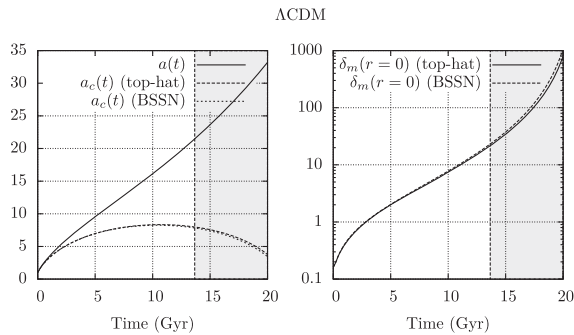 ΛCDM
35
30
25
20
15
10
5
0
a(t)
a_c(t) (top-hat)
a_c(t) (BSSN)
0 5 10 15 20
Time (Gyr)
1000
100
10
1
0.1
δ_m(r = 0) (top-hat)
δ_m(r = 0) (BSSN)
0 5 10 15 20
Time (Gyr)